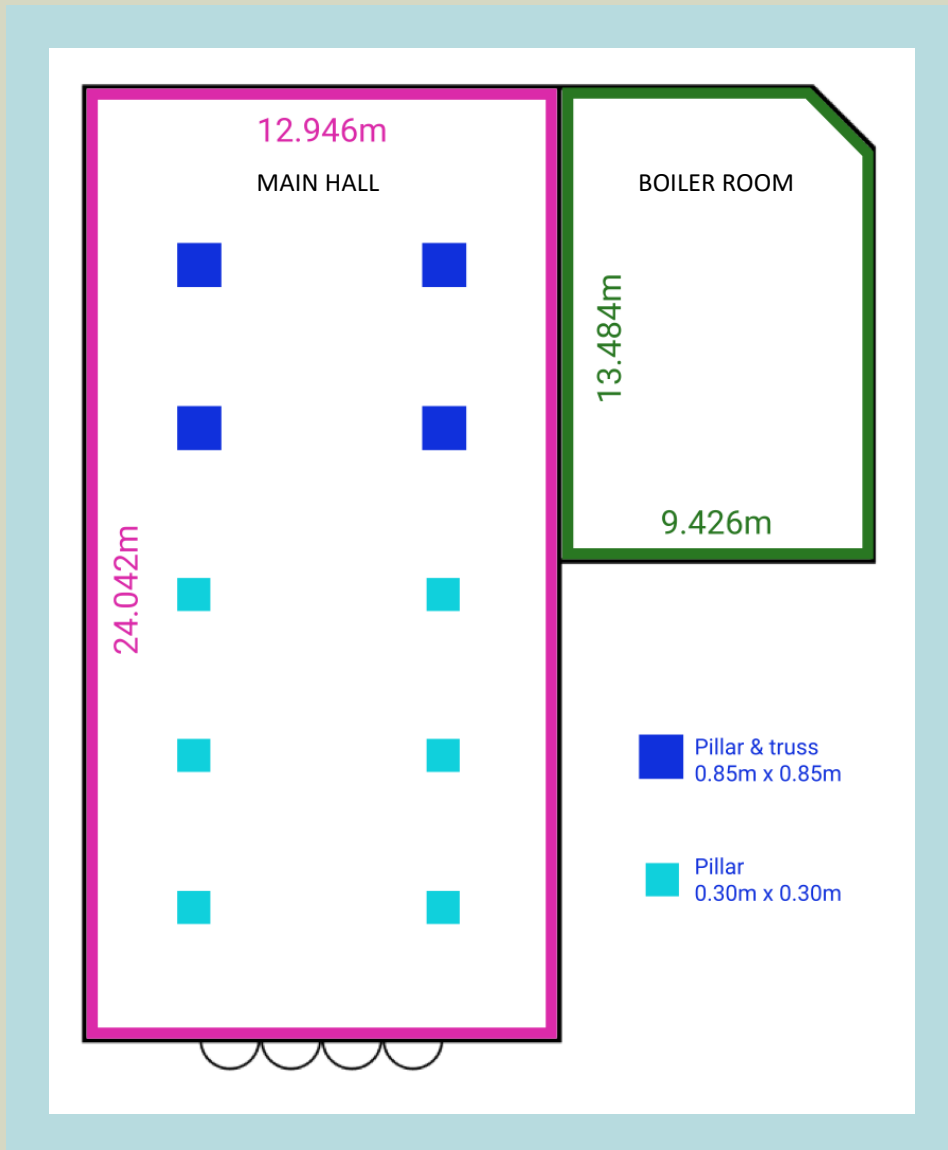 12.946m
MAIN HALL
BOILER ROOM
13.484m
9.426m
24.042m
Pillar & truss
0.85m x 0.85m
Pillar
0.30m x 0.30m